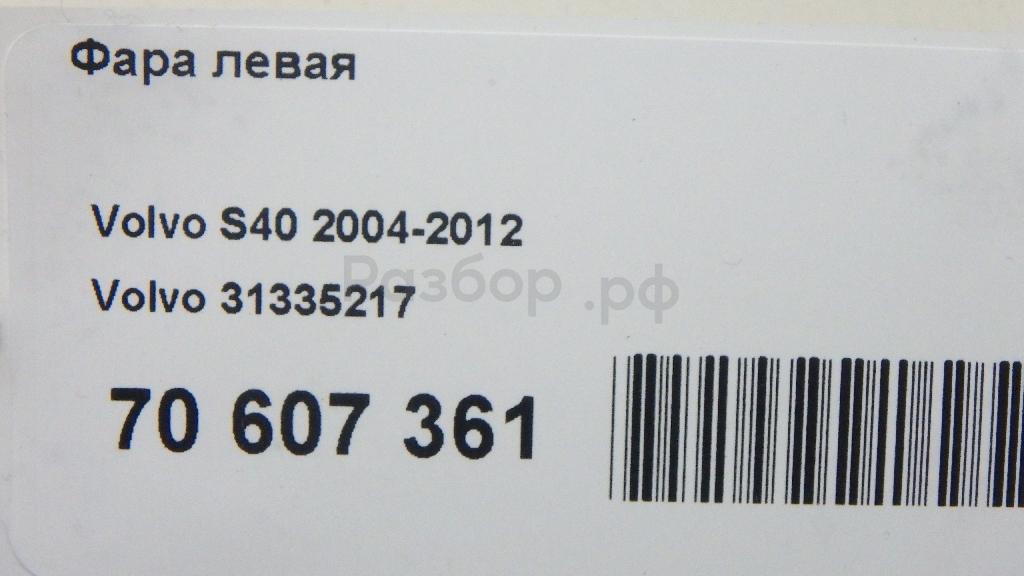 Фара левая
Volvo S40 2004-2012
Volvo 31335217
Разбор.рф
70 607 361